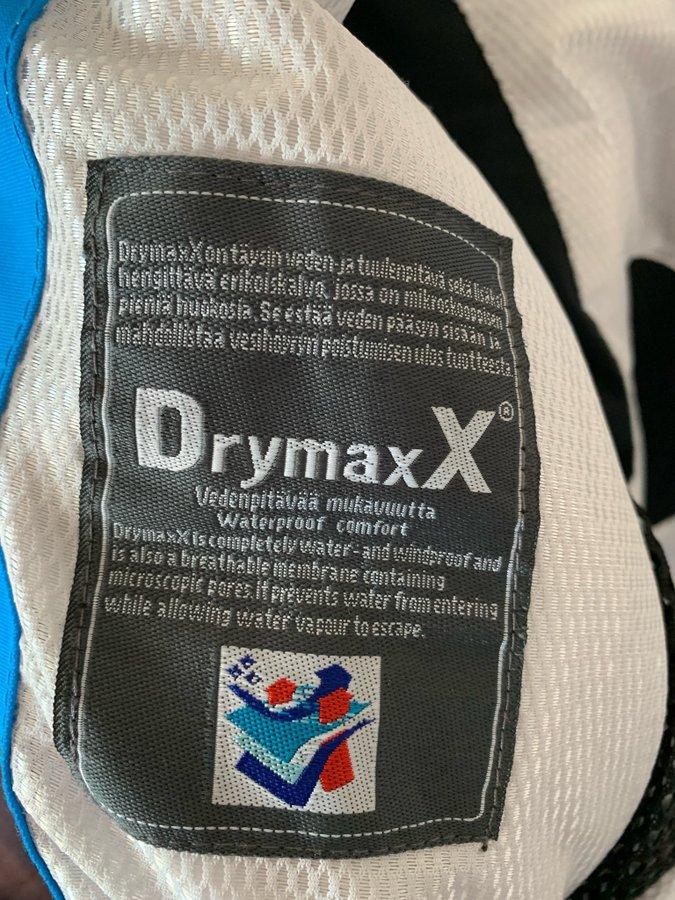 DrymaxX on täysin veden ja tuulenpitävä sekä
hengittävä erikoiskalvo, jossa on mikroskooppisen
pieniä huokosia. Se estää veden pääsyn sisään ja
mahdollistaa vesihöyryn poistumisen ulos tuotteesta.
DrymaxX®
Vedenpitävää mukavuutta
Waterproof comfort
DrymaxX is completely water- and windproof and
is also a breathable membrane containing
microscopic pores. It prevents water from entering
while allowing water vapour to escape.